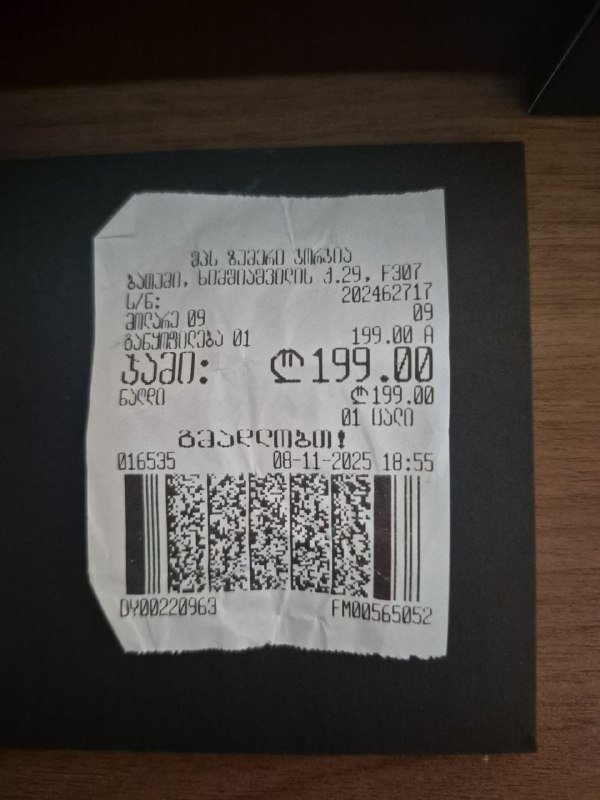 შპს ზუმერი ჯორჯია
ბათუმი, ხიმშიაშვილის ქ.29, F307
ს/ნ: 202462717
მოლარე 09 09
განყოფილება 01 199.00 A
ჯამი: ₾199.00
ნაღდი ₾199.00
01 ცალი
გმადლობთ!
016535 08-11-2025 18:55
DY00220963 FM00565052